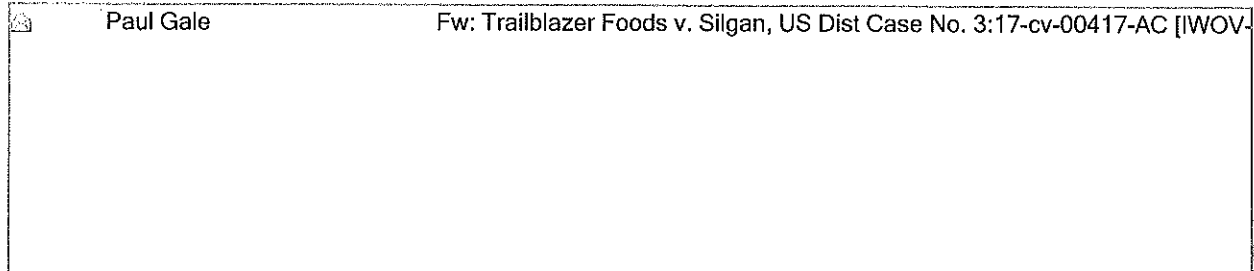 Paul Gale Fw: Trailblazer Foods v. Silgan, US Dist Case No. 3:17-cv-00417-AC [IWOV-